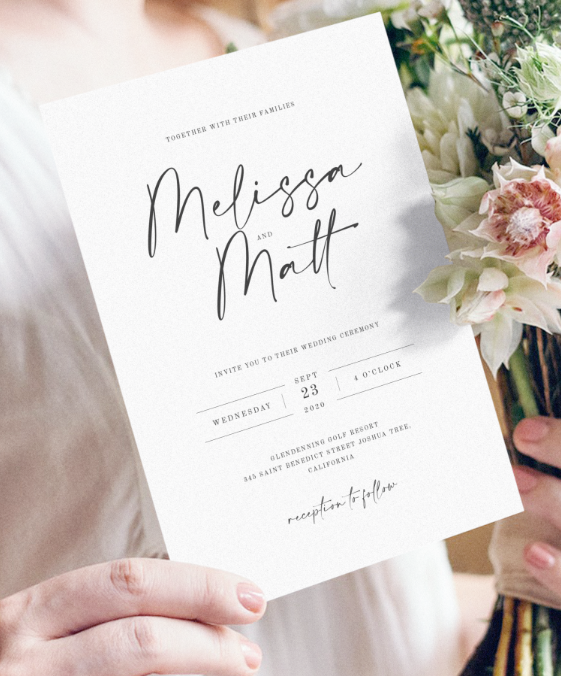 TOGETHER WITH THEIR FAMILIES
Melissa
AND
Matt
INVITE YOU TO THEIR WEDDING CEREMONY
SEPT
WEDNESDAY 23 4 O'CLOCK
2020
GLENDENNING GOLF RESORT
345 SAINT BENEDICT STREET JOSHUA TREE,
CALIFORNIA
reception to follow